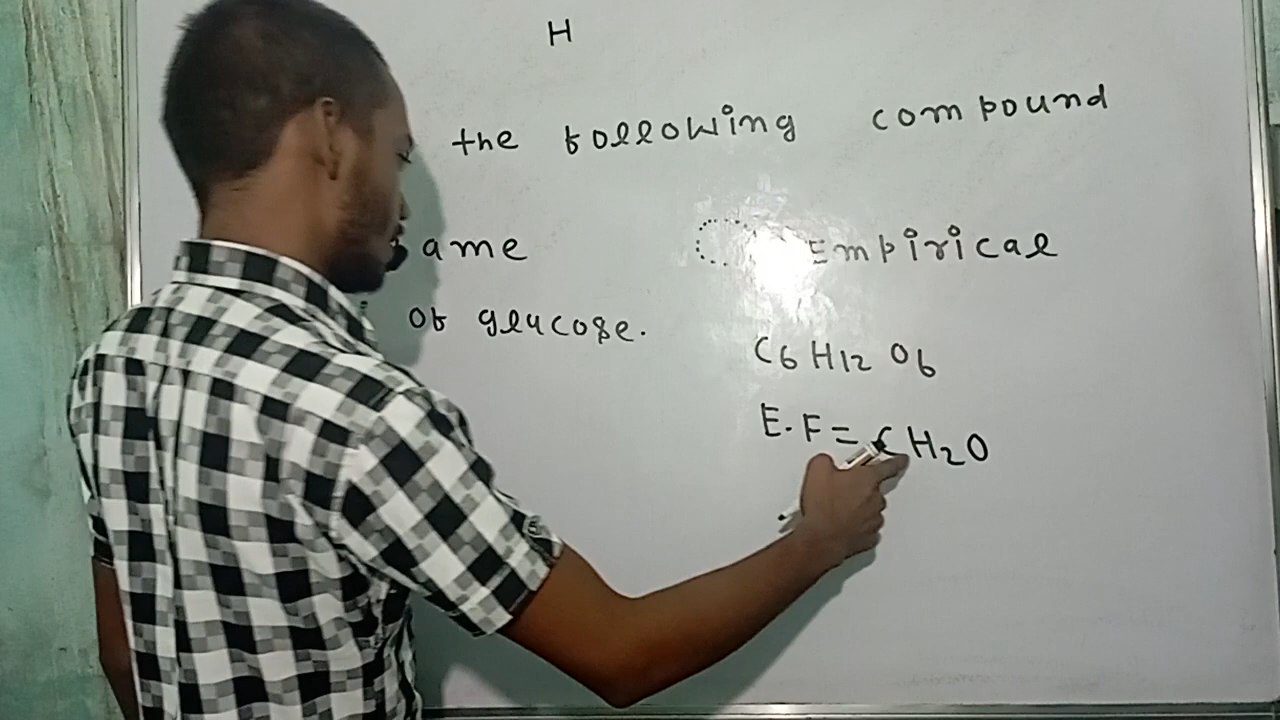 H
the following compound
ame Empirical
of glucose.
C6 H12 O6
E.F = CH2O